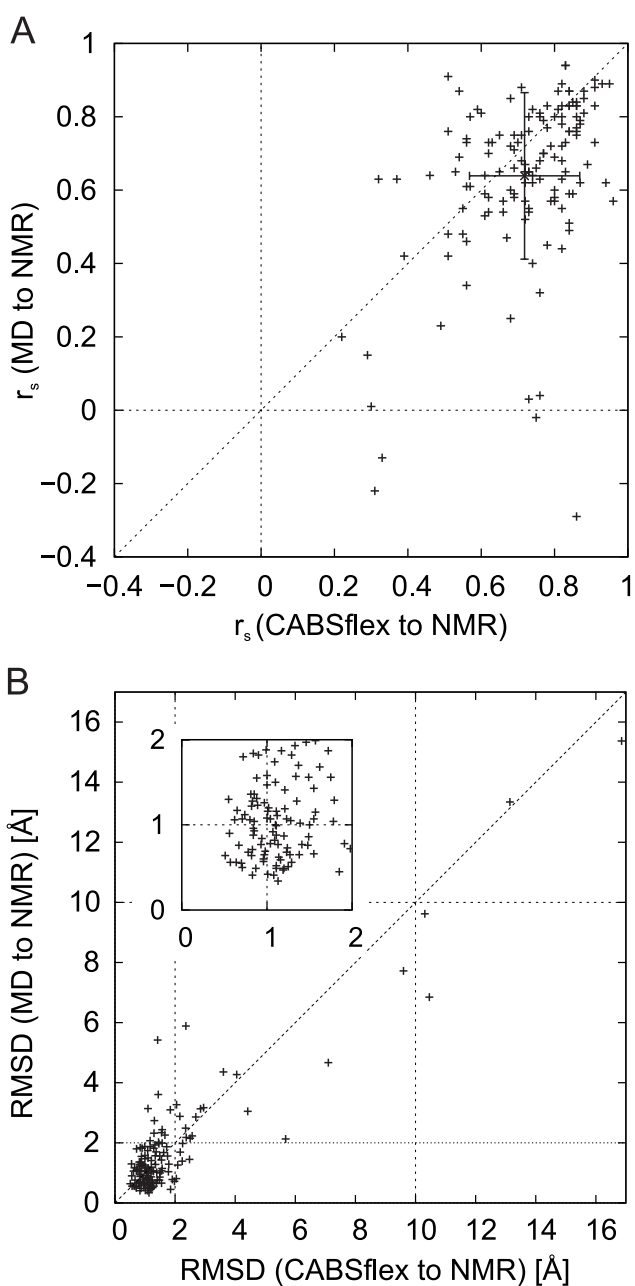 A
1
0.8
0.6
0.4
0.2
0
−0.2
−0.4
rs (MD to NMR)
−0.4 −0.2 0 0.2 0.4 0.6 0.8 1
rs (CABSflex to NMR)
B
16
14
12
10
8
6
4
2
0
RMSD (MD to NMR) [Å]
2
1
0
0 1 2
0 2 4 6 8 10 12 14 16
RMSD (CABSflex to NMR) [Å]